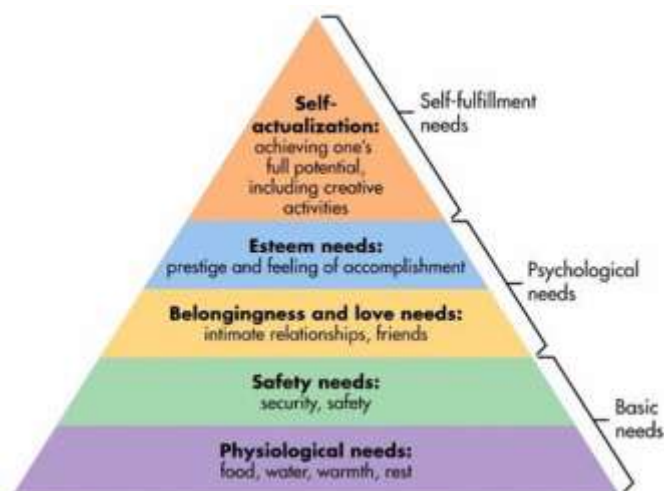 Self-
actualization:
achieving one's
full potential,
including creative
activities
Self-fulfillment
needs
Esteem needs:
prestige and feeling of accomplishment
Psychological
needs
Belongingness and love needs:
intimate relationships, friends
Safety needs:
security, safety
Basic
needs
Physiological needs:
food, water, warmth, rest